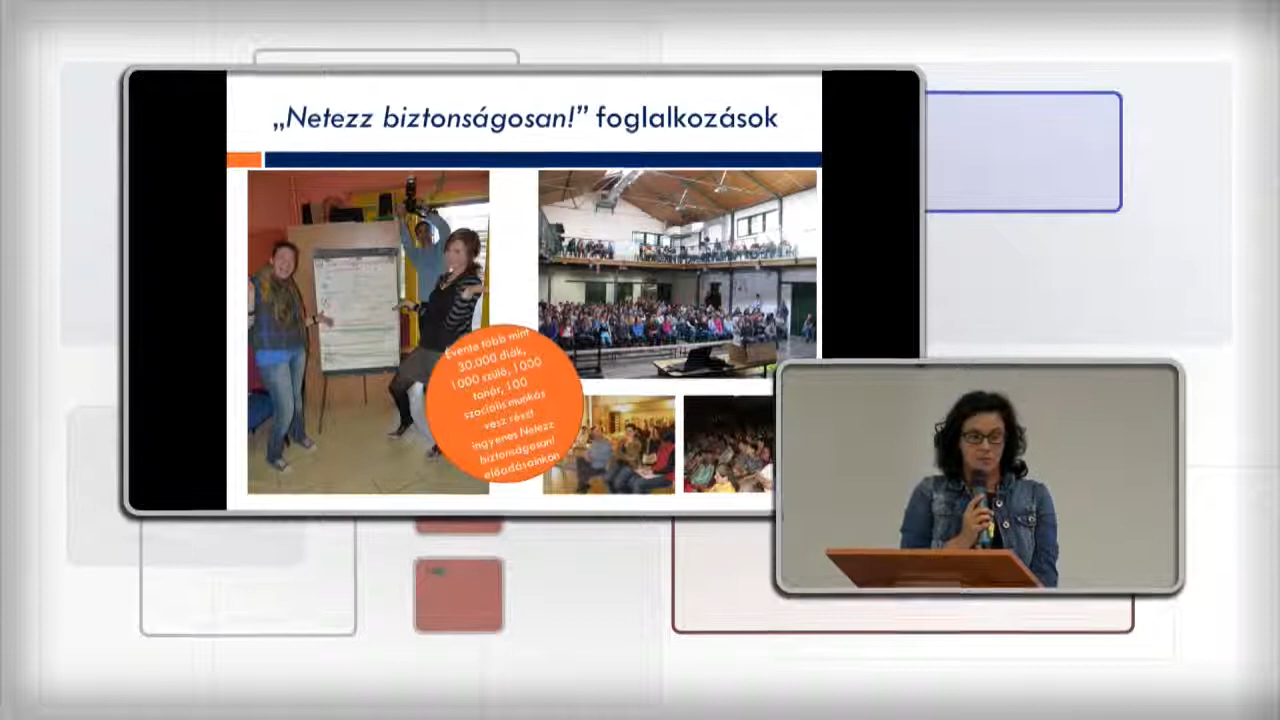 „Netezz biztonságosan!” foglalkozások
Évente több mint
30.000 diák,
1000 szülő, 1000
tanár, 100
szociális munkás
vesz részt
ingyenes Netezz
biztonságosan!
előadásainkon